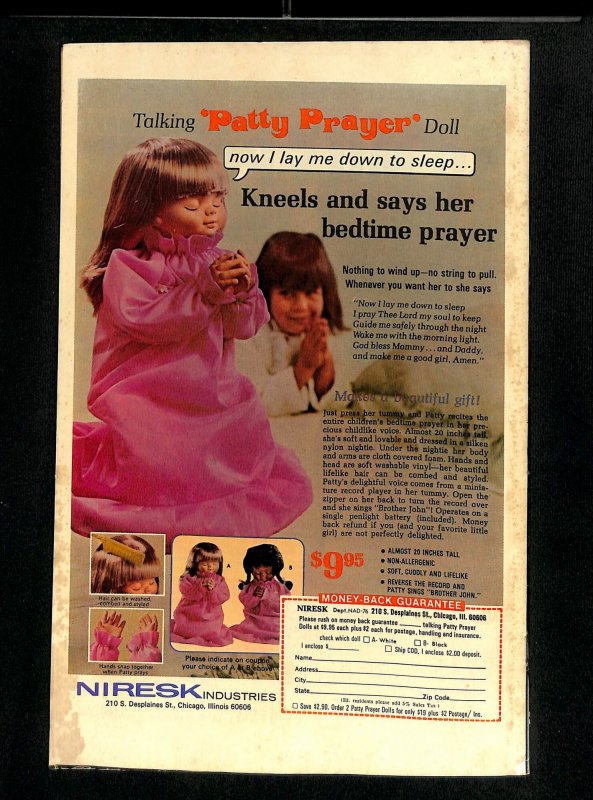 Talking 'Patty Prayer' Doll
now I lay me down to sleep...
Kneels and says her
bedtime prayer
Nothing to wind up—no string to pull.
Whenever you want her to she says
"Now I lay me down to sleep
I pray Thee Lord my soul to keep
Guide me safely through the night
Wake me with the morning light.
God bless Mommy... and Daddy,
and make me a good girl, Amen."
Makes a beautiful gift!
Just press her tummy and Patty recites the
entire children's bedtime prayer in her pre-
cious childlike voice. Almost 20 inches tall,
she's soft and lovable and dressed in a silken
nylon nightie. Under the nightie her body
and arms are cloth covered foam. Hands and
head are soft washable vinyl—her beautiful
lifelike hair can be combed and styled.
Patty's delightful voice comes from a minia-
ture record player in her tummy. Open the
zipper on her back to turn the record over
and she sings "Brother John"! Operates on a
single penlight battery (included). Money
back refund if you (and your favorite little
girl) are not perfectly delighted.
$9.95
• ALMOST 20 INCHES TALL
• NON-ALLERGENIC
• SOFT, CUDDLY AND LIFELIKE
• REVERSE THE RECORD AND
PATTY SINGS "BROTHER JOHN."
Hair can be washed,
combed and styled
Hands snap together
when Patty prays
A
B
Please indicate on coupon
your choice of A or B above
NIRESK INDUSTRIES
210 S. Desplaines St., Chicago, Illinois 60606
MONEY-BACK GUARANTEE
NIRESK Dept.NAD-76 210 S. Desplaines St., Chicago, Ill. 60606
Please rush on money back guarantee ______ talking Patty Prayer
Dolls at $9.95 each plus $2 each for postage, handling and insurance.
check which doll □ A- White □ B- Black
I enclose $______ □ Ship COD, I enclose $2.00 deposit.
Name
Address
City
State Zip Code
(Ill. residents please add 5% Sales Tax)
□ Save $2.90. Order 2 Patty Prayer Dolls for only $19 plus $2 Postage/ Ins.